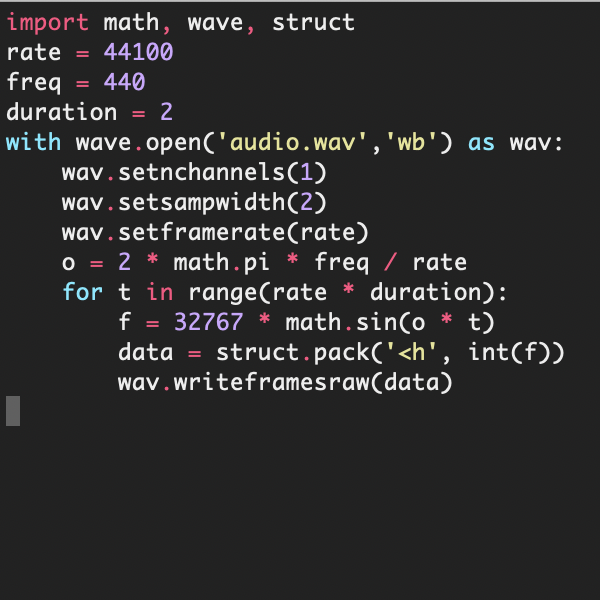 import math, wave, struct
rate = 44100
freq = 440
duration = 2
with wave.open('audio.wav','wb') as wav:
    wav.setnchannels(1)
    wav.setsampwidth(2)
    wav.setframerate(rate)
    o = 2 * math.pi * freq / rate
    for t in range(rate * duration):
        f = 32767 * math.sin(o * t)
        data = struct.pack('<h', int(f))
        wav.writeframesraw(data)